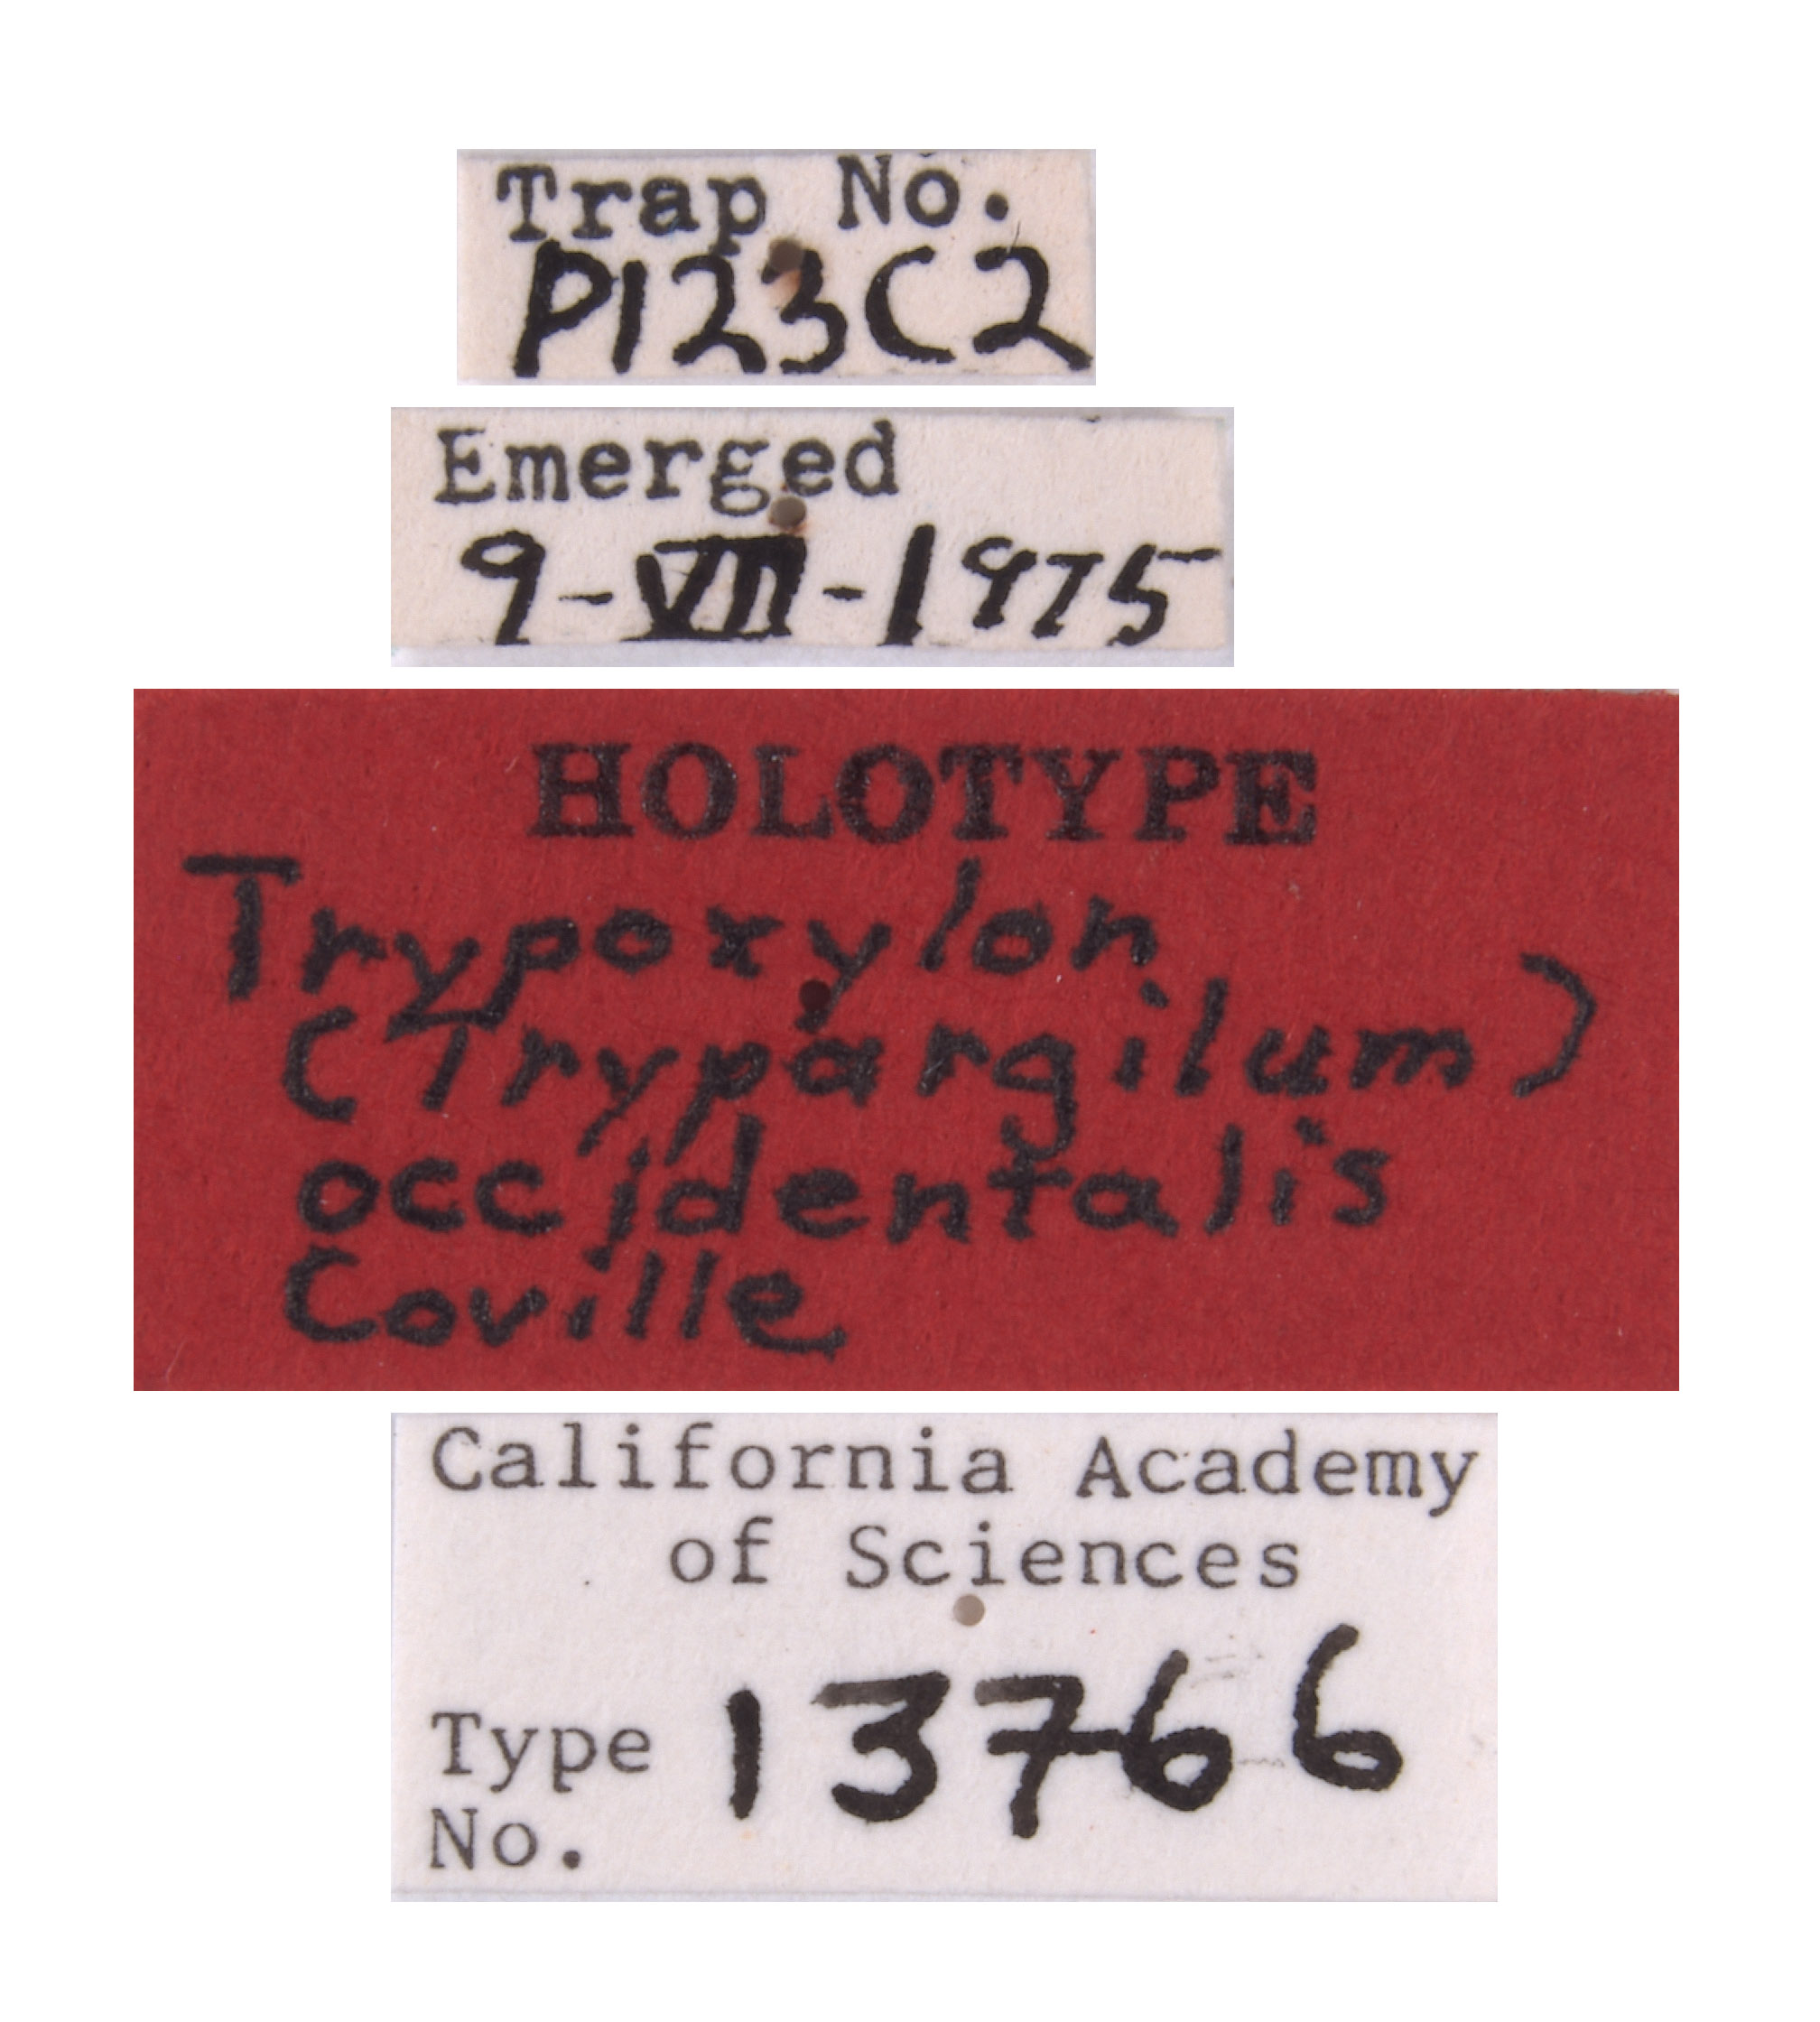 Trap No.
P123C2
Emerged
9-VII-1975
HOLOTYPE
Trypoxylon
(Trypargilum)
occidentalis
Coville
California Academy
of Sciences
Type 13766
No.